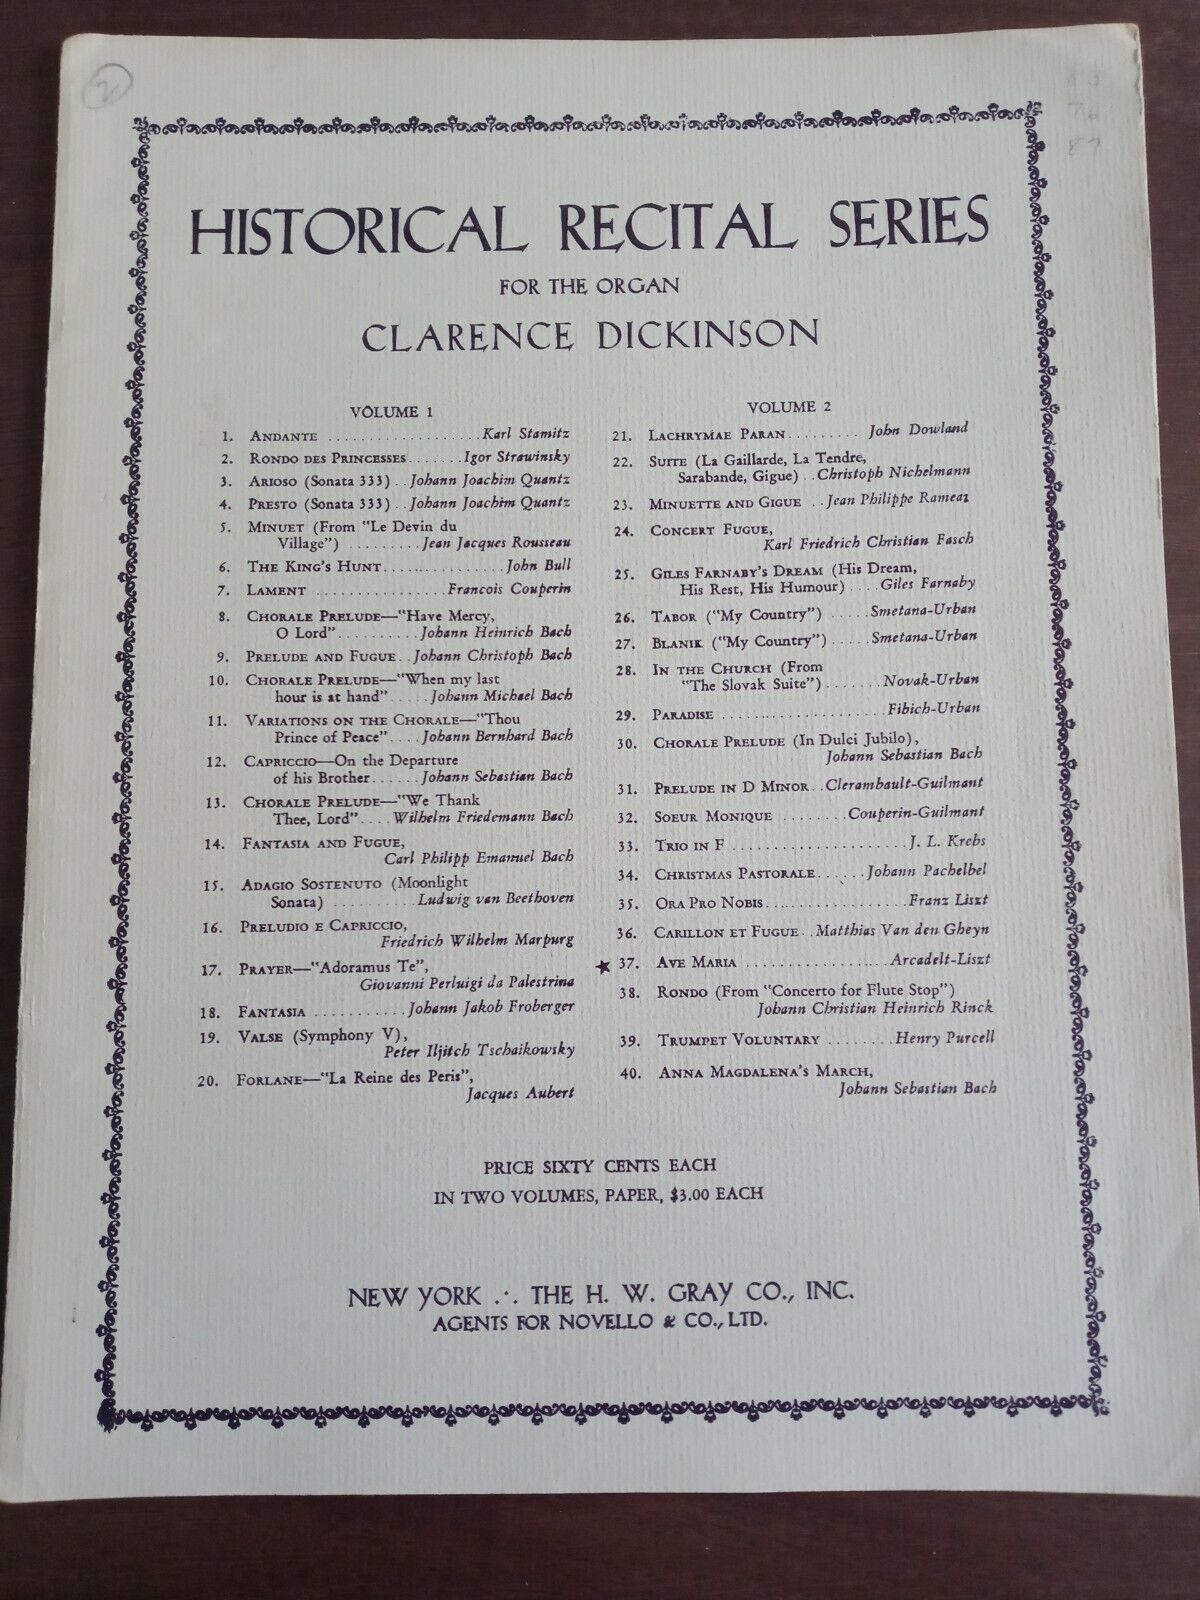 2
83
76
87
HISTORICAL RECITAL SERIES
FOR THE ORGAN
CLARENCE DICKINSON
VOLUME 1
1. ANDANTE ................... Karl Stamitz
2. RONDO DES PRINCESSES....... Igor Strawinsky
3. ARIOSO (Sonata 333) .. Johann Joachim Quantz
4. PRESTO (Sonata 333) .. Johann Joachim Quantz
5. MINUET (From "Le Devin du
Village") ......... Jean Jacques Rousseau
6. THE KING'S HUNT............... John Bull
7. LAMENT ................ Francois Couperin
8. CHORALE PRELUDE—"Have Mercy,
O Lord".......... Johann Heinrich Bach
9. PRELUDE AND FUGUE.. Johann Christoph Bach
10. CHORALE PRELUDE—"When my last
hour is at hand"..... Johann Michael Bach
11. VARIATIONS ON THE CHORALE—"Thou
Prince of Peace".... Johann Bernhard Bach
12. CAPRICCIO—On the Departure
of his Brother...... Johann Sebastian Bach
13. CHORALE PRELUDE—"We Thank
Thee, Lord".... Wilhelm Friedemann Bach
14. FANTASIA AND FUGUE,
Carl Philipp Emanuel Bach
15. ADAGIO SOSTENUTO (Moonlight
Sonata) .......... Ludwig van Beethoven
16. PRELUDIO E CAPRICCIO,
Friedrich Wilhelm Marpurg
17. PRAYER—"Adoramus Te",
Giovanni Perluigi da Palestrina
18. FANTASIA ........... Johann Jakob Froberger
19. VALSE (Symphony V),
Peter Iljitch Tschaikowsky
20. FORLANE—"La Reine des Peris",
Jacques Aubert
VOLUME 2
21. LACHRYMAE PARAN......... John Dowland
22. SUITE (La Gaillarde, La Tendre,
Sarabande, Gigue) .. Christoph Nichelmann
23. MINUETTE AND GIGUE .. Jean Philippe Rameau
24. CONCERT FUGUE,
Karl Friedrich Christian Fasch
25. GILES FARNABY'S DREAM (His Dream,
His Rest, His Humour) .... Giles Farnaby
26. TABOR ("My Country") ..... Smetana-Urban
27. BLANIK ("My Country") ..... Smetana-Urban
28. IN THE CHURCH (From
"The Slovak Suite")....... Novak-Urban
29. PARADISE .................... Fibich-Urban
30. CHORALE PRELUDE (In Dulci Jubilo),
Johann Sebastian Bach
31. PRELUDE IN D MINOR.. Clerambault-Guilmant
32. SOEUR MONIQUE ........ Couperin-Guilmant
33. TRIO IN F ..................... J. L. Krebs
34. CHRISTMAS PASTORALE...... Johann Pachelbel
35. ORA PRO NOBIS.................. Franz Liszt
36. CARILLON ET FUGUE.. Matthias Van den Gheyn
★ 37. AVE MARIA .................. Arcadelt-Liszt
38. RONDO (From "Concerto for Flute Stop")
Johann Christian Heinrich Rinck
39. TRUMPET VOLUNTARY ........ Henry Purcell
40. ANNA MAGDALENA'S MARCH,
Johann Sebastian Bach
PRICE SIXTY CENTS EACH
IN TWO VOLUMES, PAPER, $3.00 EACH
NEW YORK .·. THE H. W. GRAY CO., INC.
AGENTS FOR NOVELLO & CO., LTD.